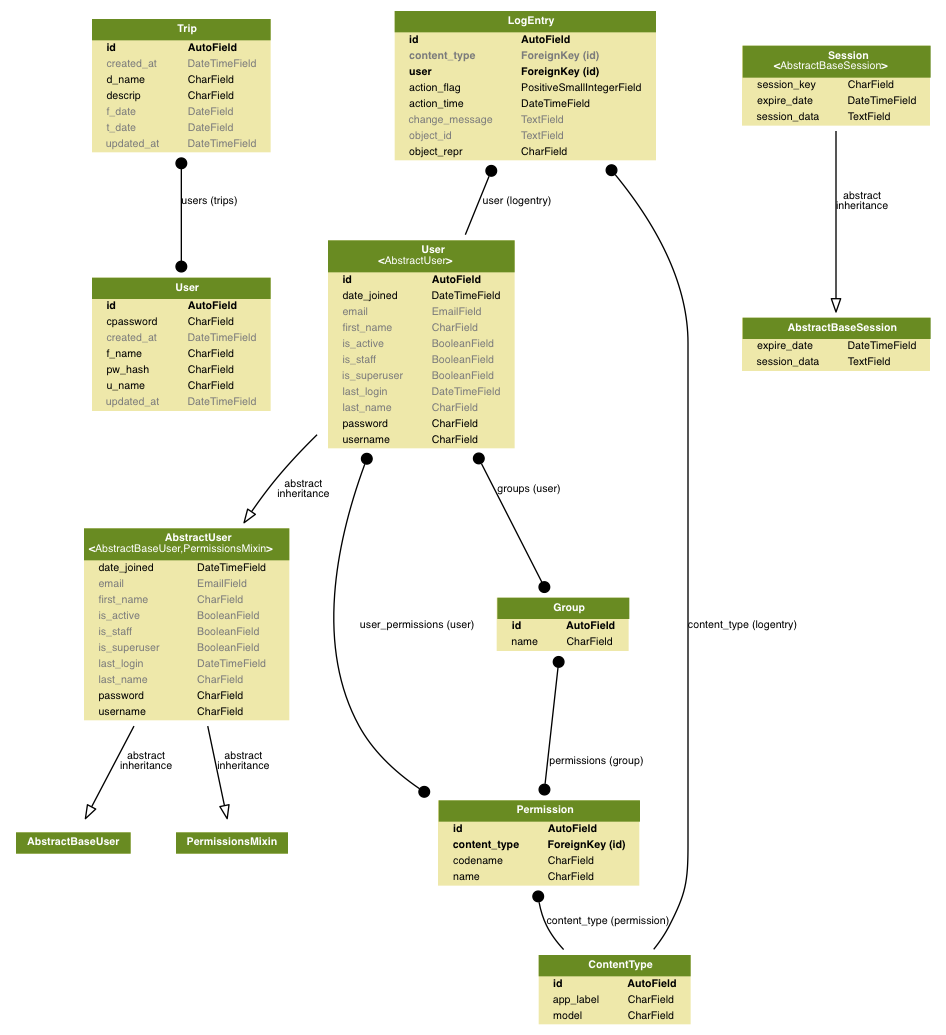 Trip
id AutoField
created_at DateTimeField
d_name CharField
descrip CharField
f_date DateField
t_date DateField
updated_at DateTimeField
users (trips)
User
id AutoField
cpassword CharField
created_at DateTimeField
f_name CharField
pw_hash CharField
u_name CharField
updated_at DateTimeField
LogEntry
id AutoField
content_type ForeignKey (id)
user ForeignKey (id)
action_flag PositiveSmallIntegerField
action_time DateTimeField
change_message TextField
object_id TextField
object_repr CharField
user (logentry)
Session
<AbstractBaseSession>
session_key CharField
expire_date DateTimeField
session_data TextField
abstract
inheritance
AbstractBaseSession
expire_date DateTimeField
session_data TextField
User
<AbstractUser>
id AutoField
date_joined DateTimeField
email EmailField
first_name CharField
is_active BooleanField
is_staff BooleanField
is_superuser BooleanField
last_login DateTimeField
last_name CharField
password CharField
username CharField
abstract
inheritance
groups (user)
AbstractUser
<AbstractBaseUser,PermissionsMixin>
date_joined DateTimeField
email EmailField
first_name CharField
is_active BooleanField
is_staff BooleanField
is_superuser BooleanField
last_login DateTimeField
last_name CharField
password CharField
username CharField
user_permissions (user)
Group
id AutoField
name CharField
content_type (logentry)
abstract
inheritance
abstract
inheritance
permissions (group)
AbstractBaseUser
PermissionsMixin
Permission
id AutoField
content_type ForeignKey (id)
codename CharField
name CharField
content_type (permission)
ContentType
id AutoField
app_label CharField
model CharField